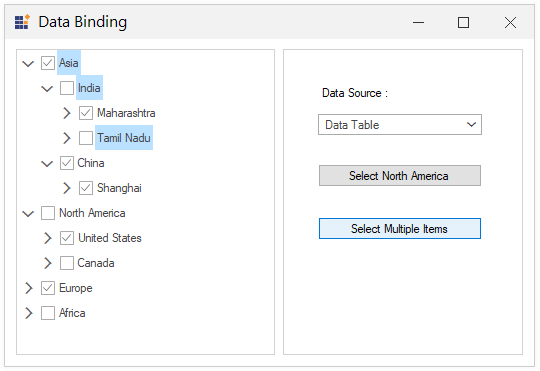 Data Binding
Asia
India
Maharashtra
Tamil Nadu
China
Shanghai
North America
United States
Canada
Europe
Africa
Data Source :
Data Table
Select North America
Select Multiple Items